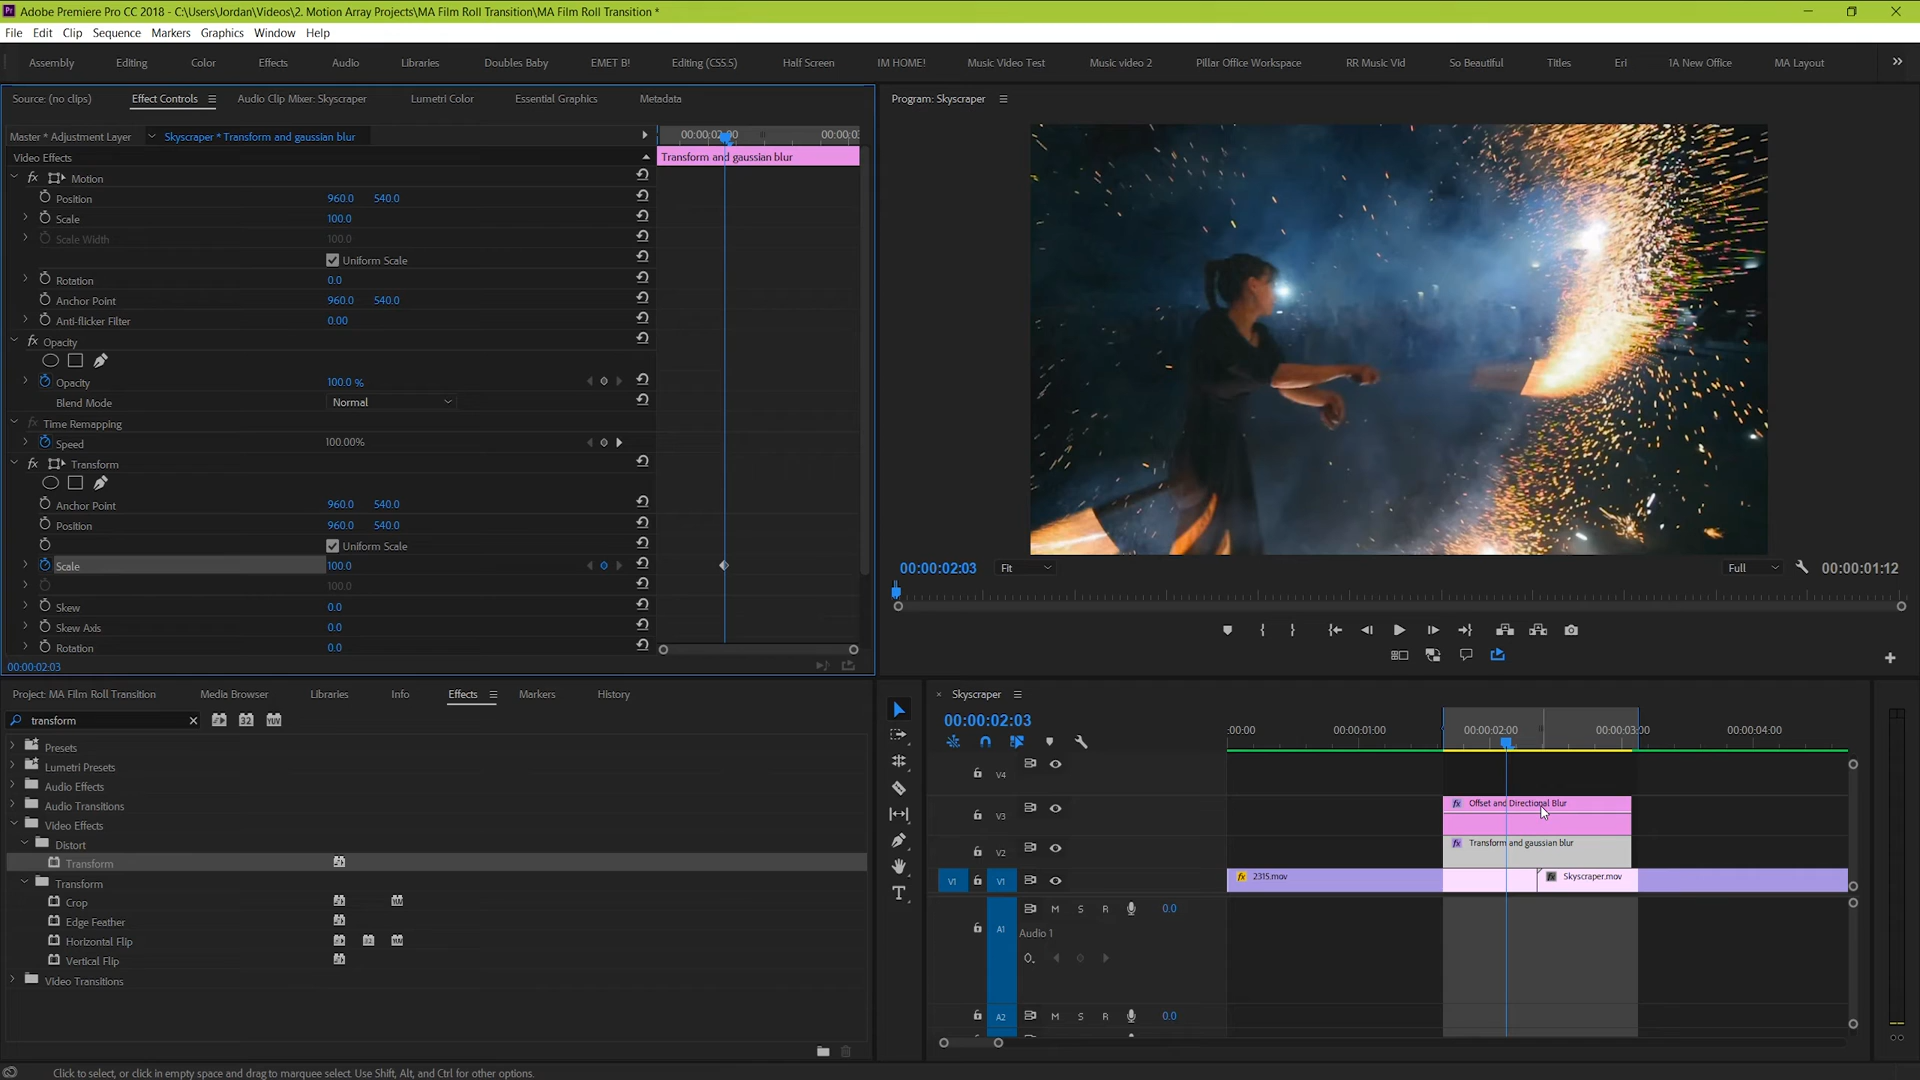 Adobe Premiere Pro CC 2018 - C:\Users\Jordan\Videos\2. Motion Array Projects\MA Film Roll Transition\MA Film Roll Transition *
File Edit Clip Sequence Markers Graphics Window Help
Assembly Editing Color Effects Audio Libraries Doubles Baby EMET B! Editing (CS5.5) Half Screen IM HOME! Music Video Test Music video 2 Pillar Office Workspace RR Music Vid So Beautiful Titles Erl 1A New Office MA Layout
Source: (no clips) Effect Controls Audio Clip Mixer: Skyscraper Lumetri Color Essential Graphics Metadata
Master * Adjustment Layer Skyscraper * Transform and gaussian blur
Video Effects
Motion
Position 960.0 540.0
Scale 100.0
Scale Width 100.0
Uniform Scale
Rotation 0.0
Anchor Point 960.0 540.0
Anti-flicker Filter 0.00
fx Opacity
Opacity 100.0 %
Blend Mode Normal
fx Time Remapping
Speed 100.00%
fx Transform
Anchor Point 960.0 540.0
Position 960.0 540.0
Uniform Scale
Scale 100.0
100.0
Skew 0.0
Skew Axis 0.0
Rotation 0.0
00:00:02:03
Transform and gaussian blur
Program: Skyscraper
00:00:02:03 Fit Full 00:00:01:12
Project: MA Film Roll Transition Media Browser Libraries Info Effects Markers History
transform
32 YUV
Presets
Lumetri Presets
Audio Effects
Audio Transitions
Video Effects
Distort
Transform
Transform
Crop
Edge Feather
Horizontal Flip
Vertical Flip
Video Transitions
Skyscraper
00:00:02:03
:00:00 00:00:01:00 00:00:02:00 00:00:03:00 00:00:04:00
V4
V3 fx Offset and Directional Blur
V2 fx Transform and gaussian blur
V1 V1 fx 2315.mov fx Skyscraper.mov
A1 M S R 0.0
Audio 1
A2 M S R 0.0
Click to select, or click in empty space and drag to marquee select. Use Shift, Alt, and Ctrl for other options.